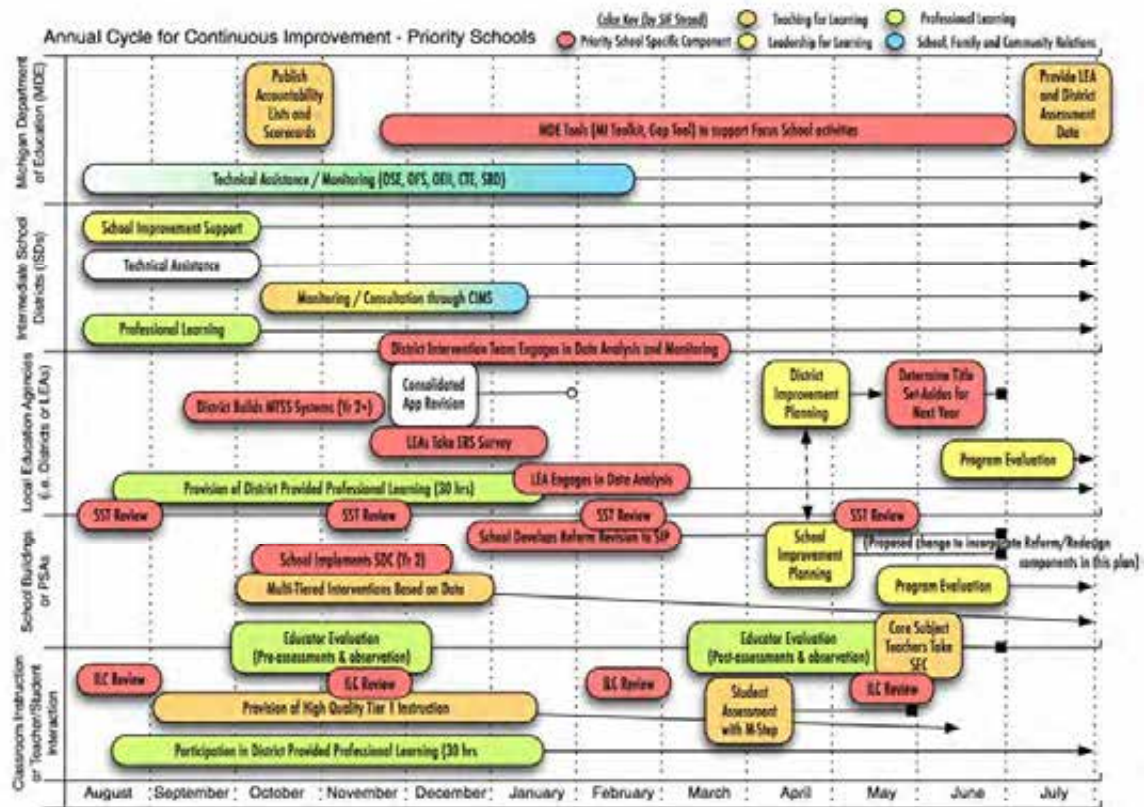 Color Key (by SIF Strand)
Teaching for Learning
Professional Learning
Annual Cycle for Continuous Improvement - Priority Schools
Priority School Specific Component
Leadership for Learning
School, Family and Community Relations
Michigan Department
of Education (MDE)
Publish
Accountability
Lists and
Scorecards
Provide LEA
and District
Assessment
Data
MDE Tools (MI Toolkit, Gap Tool) to support Focus School activities
Technical Assistance / Monitoring (OSE, OFS, OEII, CTE, SBO)
Intermediate School
Districts (ISDs)
School Improvement Support
Technical Assistance
Monitoring / Consultation through CIMS
Professional Learning
District Intervention Team Engages in Data Analysis and Monitoring
Local Education Agencies
(i.e. Districts or LEAs)
Consolidated
App Revision
District
Improvement
Planning
Determine Title
Set-Asides for
Next Year
District Builds MTSS Systems (Yr 2+)
LEAs Take ERS Survey
Program Evaluation
LEA Engages in Data Analysis
Provision of District Provided Professional Learning (30 hrs)
SST Review
SST Review
SST Review
SST Review
School Buildings
or PSAs
School Develops Reform Revision to SIP
School
Improvement
Planning
(Proposed change to incorporate Reform/Redesign
components in this plan)
School Implements SDC (Yr 2)
Multi-Tiered Interventions Based on Data
Program Evaluation
Educator Evaluation
(Pre-assessments & observation)
Educator Evaluation
(Post-assessments & observation)
Core Subject
Teachers Take
SEC
Classroom Instruction
or Teacher/Student
Interaction
ILC Review
ILC Review
ILC Review
ILC Review
Provision of High Quality Tier 1 Instruction
Student
Assessment
with M-Step
Participation in District Provided Professional Learning (30 hrs
August
September
October
November
December
January
February
March
April
May
June
July